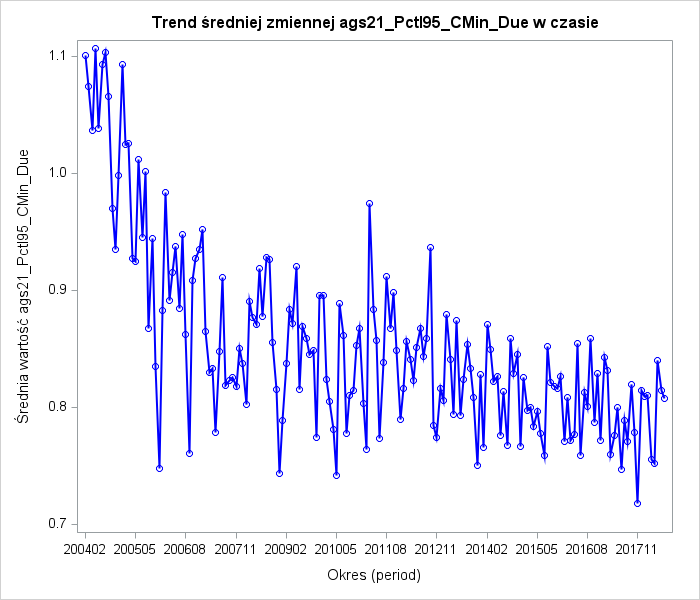 Trend średniej zmiennej ags21_Pctl95_CMin_Due w czasie
Średnia wartość ags21_Pctl95_CMin_Due
1.1
1.0
0.9
0.8
0.7
200402 200505 200608 200711 200902 201005 201108 201211 201402 201505 201608 201711
Okres (period)